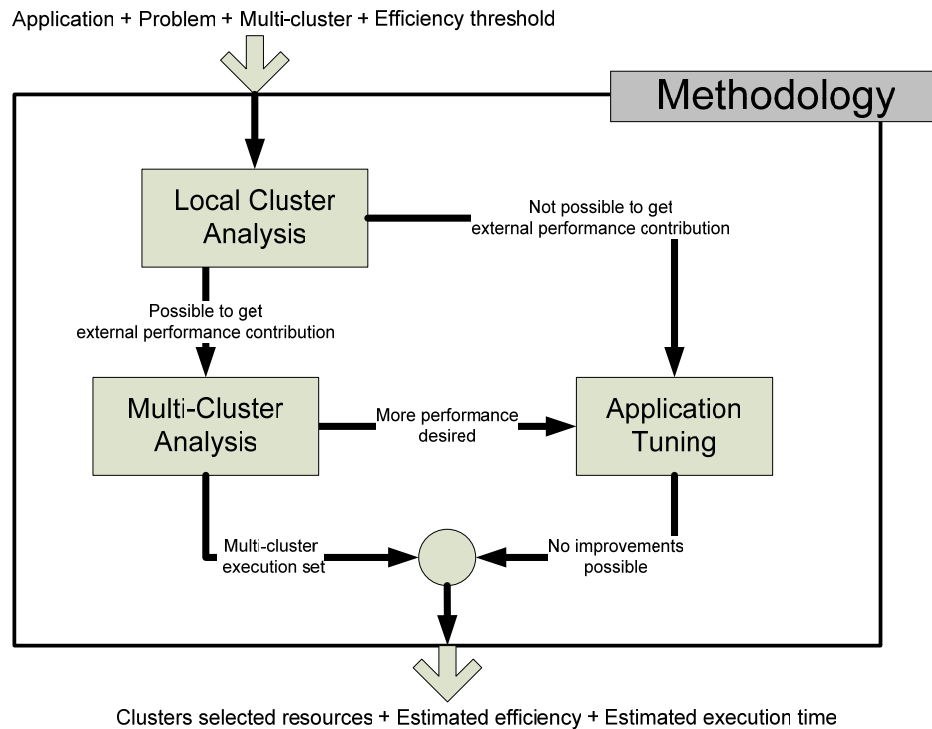 Application + Problem + Multi-cluster + Efficiency threshold
Methodology
Local Cluster
Analysis
Not possible to get
external performance contribution
Possible to get
external performance contribution
Multi-Cluster
Analysis
More performance
desired
Application
Tuning
Multi-cluster
execution set
No improvements
possible
Clusters selected resources + Estimated efficiency + Estimated execution time